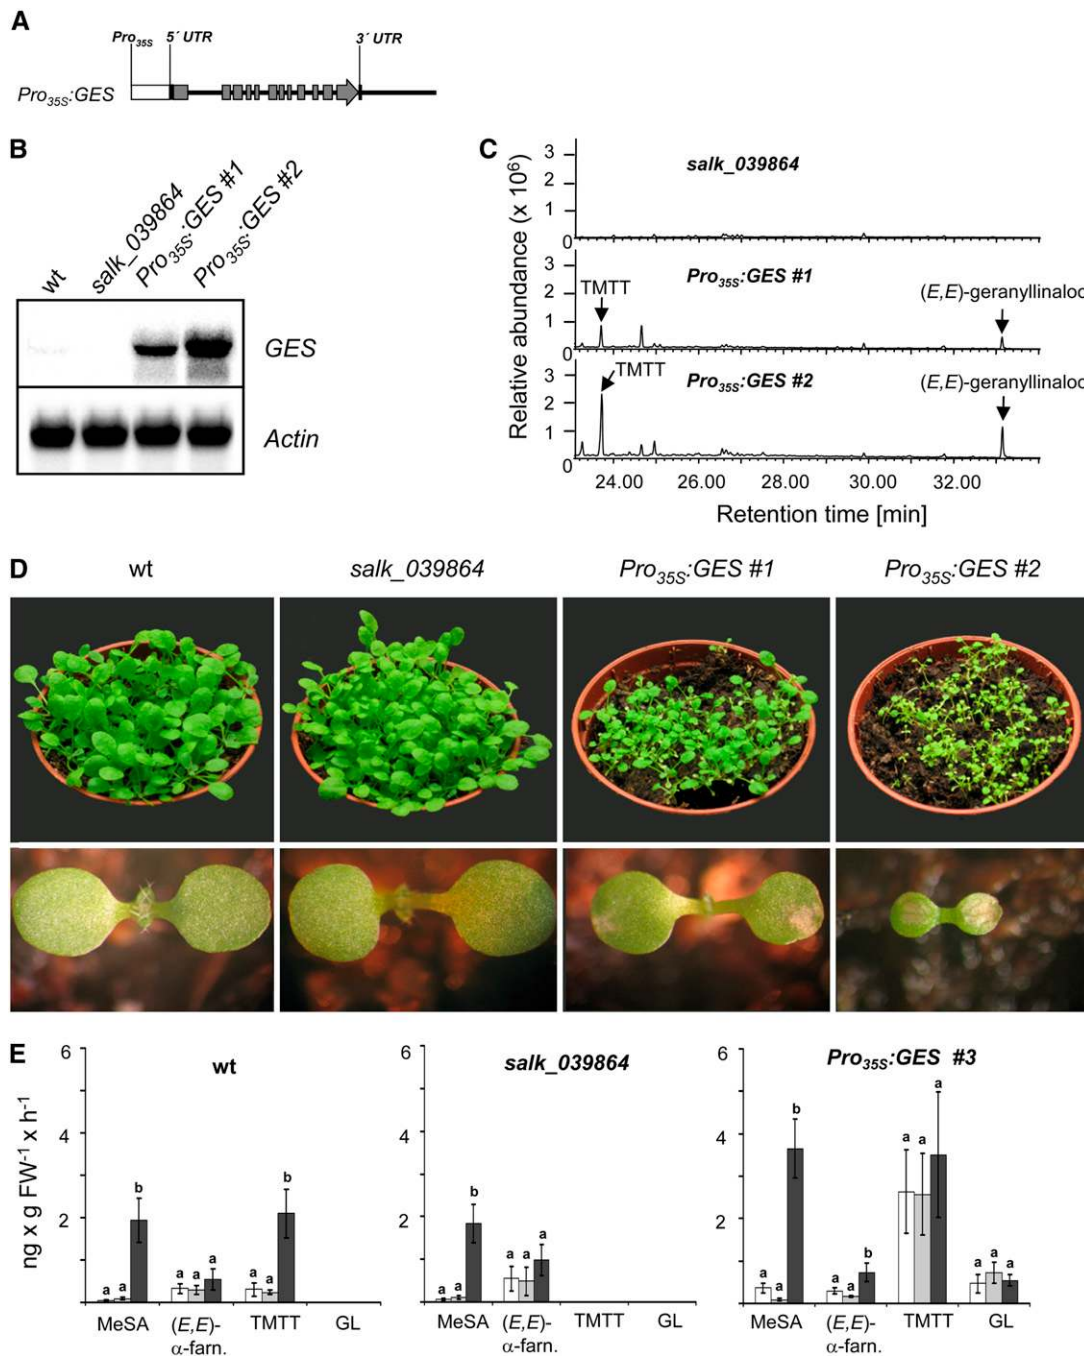 A
Pro35S 5´ UTR 3´ UTR
Pro35S:GES
B
wt
salk_039864
Pro35S:GES #1
Pro35S:GES #2
GES
Actin
C
Relative abundance (x 10⁶)
salk_039864
3
2
1
0
Pro35S:GES #1
TMTT
(E,E)-geranyllinaloo
3
2
1
0
Pro35S:GES #2
TMTT
(E,E)-geranyllinaloo
3
2
1
0
24.00 26.00 28.00 30.00 32.00
Retention time [min]
D
wt salk_039864 Pro35S:GES #1 Pro35S:GES #2
E
ng x g FW⁻¹ x h⁻¹
wt
6
4
2
a a b a a a a a b
MeSA (E,E)-α-farn. TMTT GL
salk_039864
6
4
2
a a b a a a
MeSA (E,E)-α-farn. TMTT GL
Pro35S:GES #3
6
4
2
a a b a a b a a a a a a
MeSA (E,E)-α-farn. TMTT GL